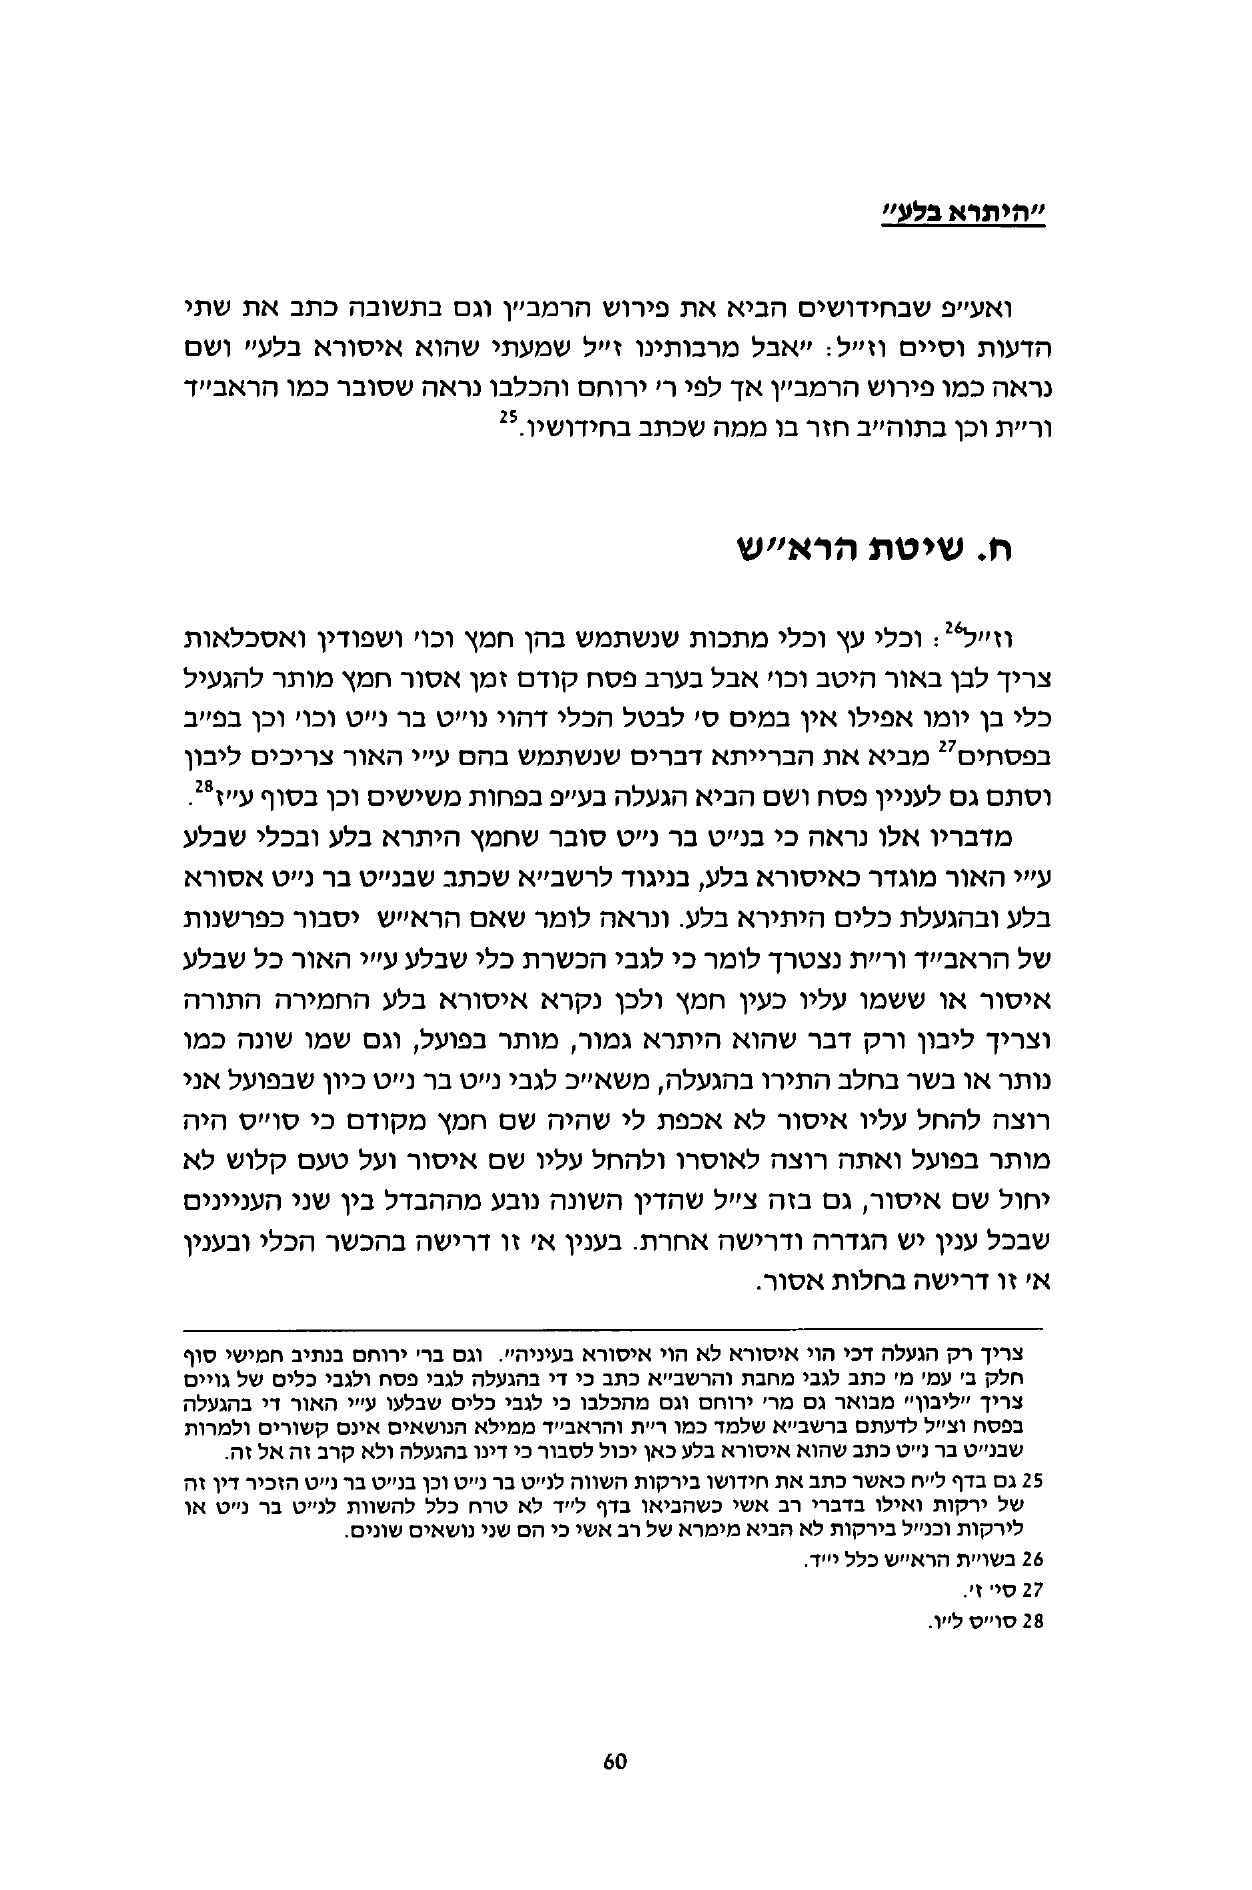 "היתרא בלע"
ואע"פ שבחידושים הביא את פירוש הרמב"ן וגם בתשובה כתב את שתי
הדעות וסיים וז"ל: "אבל מרבותינו ז"ל שמעתי שהוא איסורא בלע" ושם
נראה כמו פירוש הרמב"ן אך לפי ר' ירוחם והכלבו נראה שסובר כמו הראב"ד
ור"ת וכן בתוה"ב חזר בו ממה שכתב בחידושיו.25
ח. שיטת הרא"ש
וז"ל26: וכלי עץ וכלי מתכות שנשתמש בהן חמץ וכו' ושפודין ואסכלאות
צריך לבן באור היטב וכו' אבל בערב פסח קודם זמן אסור חמץ מותר להגעיל
כלי בן יומו אפילו אין במים ס' לבטל הכלי דהוי נו"ט בר נ"ט וכו' וכן בפ"ב
בפסחים27 מביא את הברייתא דברים שנשתמש בהם ע"י האור צריכים ליבון
וסתם גם לעניין פסח ושם הביא הגעלה בע"פ בפחות משישים וכן בסוף ע"ז28.
מדבריו אלו נראה כי בנ"ט בר נ"ט סובר שחמץ היתרא בלע ובכלי שבלע
ע"י האור מוגדר כאיסורא בלע, בניגוד לרשב"א שכתב שבנ"ט בר נ"ט אסורא
בלע ובהגעלת כלים היתירא בלע. ונראה לומר שאם הרא"ש יסבור כפרשנות
של הראב"ד ור"ת נצטרך לומר כי לגבי הכשרת כלי שבלע ע"י האור כל שבלע
איסור או ששמו עליו כעין חמץ ולכן נקרא איסורא בלע החמירה התורה
וצריך ליבון ורק דבר שהוא היתרא גמור, מותר בפועל, וגם שמו שונה כמו
נותר או בשר בחלב התירו בהגעלה, משא"כ לגבי נ"ט בר נ"ט כיון שבפועל אני
רוצה להחל עליו איסור לא אכפת לי שהיה שם חמץ מקודם כי סו"ס היה
מותר בפועל ואתה רוצה לאוסרו ולהחל עליו שם איסור ועל טעם קלוש לא
יחול שם איסור, גם בזה צ"ל שהדין השונה נובע מההבדל בין שני העניינים
שבכל ענין יש הגדרה ודרישה אחרת. בענין א' זו דרישה בהכשר הכלי ובענין
א' זו דרישה בחלות אסור.
צריך רק הגעלה דכי הוי איסורא לא הוי איסורא בעיניה". וגם בר' ירוחם בנתיב חמישי סוף
חלק ב' עמ' מ' כתב לגבי מחבת והרשב"א כתב כי די בהגעלה לגבי פסח ולגבי כלים של גויים
צריך "ליבון" מבואר גם מר' ירוחם וגם מהכלבו כי לגבי כלים שבלעו ע"י האור די בהגעלה
בפסח וצ"ל לדעתם ברשב"א שלמד כמו ר"ת והראב"ד ממילא הנושאים אינם קשורים ולמרות
שבנ"ט בר נ"ט כתב שהוא איסורא בלע כאן יכול לסבור כי דינו בהגעלה ולא קרב זה אל זה.
25 גם בדף ל"ח כאשר כתב את חידושו בירקות השווה לנ"ט בר נ"ט וכן בנ"ט בר נ"ט הזכיר דין זה
של ירקות ואילו בדברי רב אשי כשהביאו בדף ל"ד לא טרח כלל להשוות לנ"ט בר נ"ט או
לירקות וכנ"ל בירקות לא הביא מימרא של רב אשי כי הם שני נושאים שונים.
26 בשו"ת הרא"ש כלל י"ד.
27 סי' ז'.
28 סו"ס ל"ו.
60